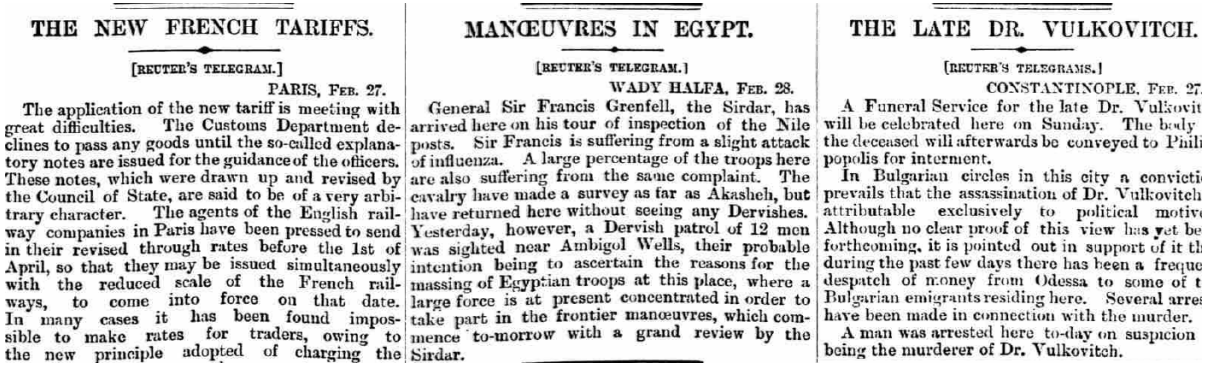 THE NEW FRENCH TARIFFS.
[REUTER'S TELEGRAM.]
PARIS, FEB. 27.
The application of the new tariff is meeting with
great difficulties. The Customs Department de-
clines to pass any goods until the so-called explana-
tory notes are issued for the guidance of the officers.
These notes, which were drawn up and revised by
the Council of State, are said to be of a very arbi-
trary character. The agents of the English rail-
way companies in Paris have been pressed to send
in their revised through rates before the 1st of
April, so that they may be issued simultaneously
with the reduced scale of the French rail-
ways, to come into force on that date.
In many cases it has been found impos-
sible to make rates for traders, owing to
the new principle adopted of charging the
MANŒUVRES IN EGYPT.
[REUTER'S TELEGRAM.]
WADY HALFA, FEB. 28.
General Sir Francis Grenfell, the Sirdar, has
arrived here on his tour of inspection of the Nile
posts. Sir Francis is suffering from a slight attack
of influenza. A large percentage of the troops here
are also suffering from the same complaint. The
cavalry have made a survey as far as Akasheh, but
have returned here without seeing any Dervishes.
Yesterday, however, a Dervish patrol of 12 men
was sighted near Ambigol Wells, their probable
intention being to ascertain the reasons for the
massing of Egyptian troops at this place, where a
large force is at present concentrated in order to
take part in the frontier manœuvres, which com-
mence to-morrow with a grand review by the
Sirdar.
THE LATE DR. VULKOVITCH.
[REUTER'S TELEGRAMS.]
CONSTANTINOPLE, FEB. 27.
A Funeral Service for the late Dr. Vulkovit
will be celebrated here on Sunday. The body
the deceased will afterwards be conveyed to Phili
popolis for interment.
In Bulgarian circles in this city a convicti
prevails that the assassination of Dr. Vulkovitch
attributable exclusively to political motive
Although no clear proof of this view has yet be
forthcoming, it is pointed out in support of it th
during the past few days there has been a freque
despatch of money from Odessa to some of t
Bulgarian emigrants residing here. Several arres
have been made in connection with the murder.
A man was arrested here to-day on suspicion
being the murderer of Dr. Vulkovitch.